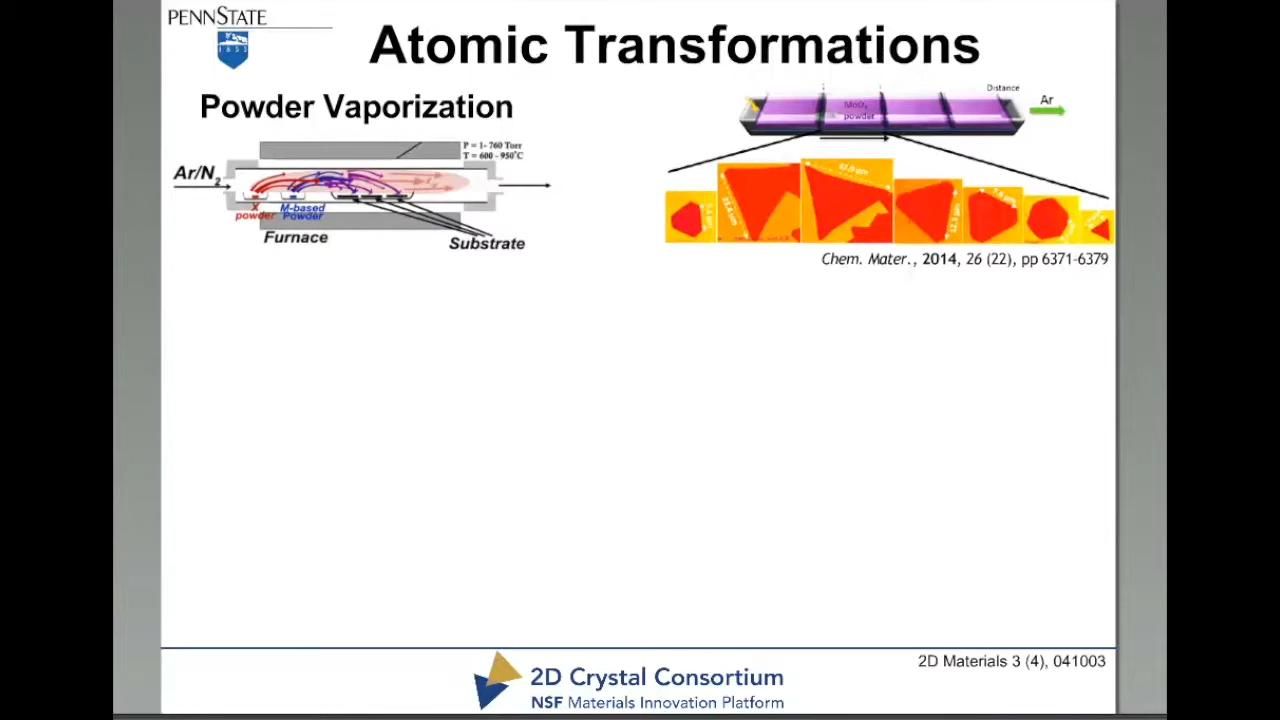 PENNSTATE
1855
Atomic Transformations
Powder Vaporization
P = 1- 760 Torr
T = 600 - 950°C
Ar/N2
X
powder
M-based
Powder
Furnace
Substrate
Distance
MoO3
powder
Ar
Chem. Mater., 2014, 26 (22), pp 6371-6379
2D Materials 3 (4), 041003
2D Crystal Consortium
NSF Materials Innovation Platform